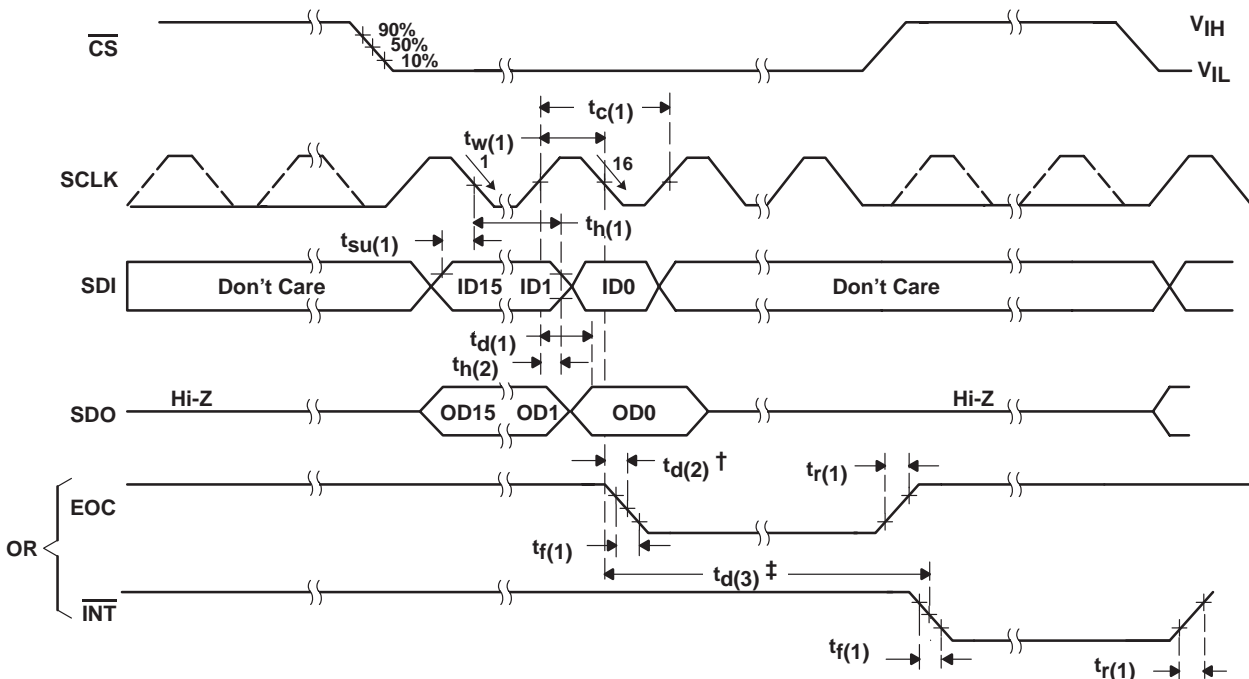 CS
90%
50%
10%
VIH
VIL
tc(1)
tw(1)
SCLK
1
16
th(1)
tsu(1)
SDI
Don't Care
ID15
ID1
ID0
Don't Care
td(1)
th(2)
SDO
Hi-Z
OD15
OD1
OD0
Hi-Z
td(2) †
tr(1)
EOC
OR
tf(1)
td(3) ‡
INT
tf(1)
tr(1)